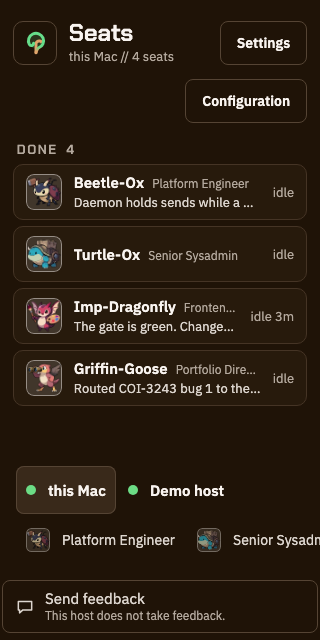 Seats
this Mac // 4 seats
Settings
Configuration
DONE 4
Beetle-Ox Platform Engineer
Daemon holds sends while a ...
idle
Turtle-Ox Senior Sysadmin
idle
Imp-Dragonfly Fronten...
The gate is green. Change...
idle 3m
Griffin-Goose Portfolio Dire...
Routed COI-3243 bug 1 to the...
idle
this Mac
Demo host
Platform Engineer
Senior Sysadn
Send feedback
This host does not take feedback.